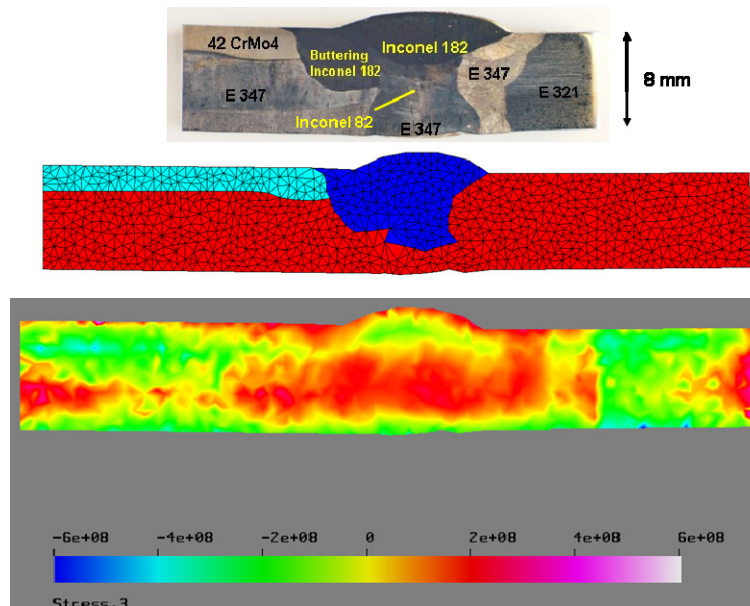 42 CrMo4
Buttering
Inconel 182
Inconel 182
E 347
E 321
E 347
Inconel 82
E 347
8 mm
-6e+08 -4e+08 -2e+08 0 2e+08 4e+08 6e+08
Stress.3